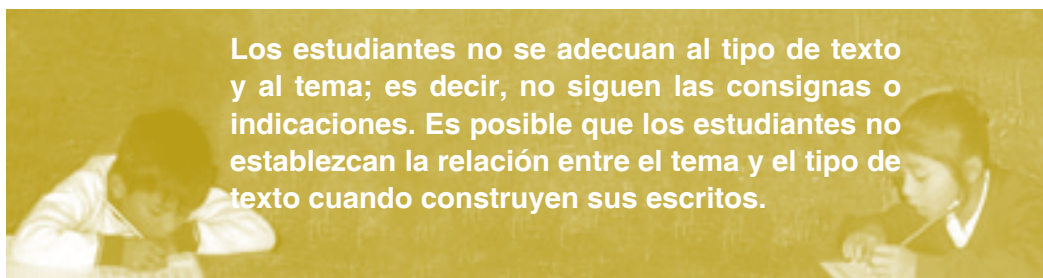 Los estudiantes no se adecuan al tipo de texto
y al tema; es decir, no siguen las consignas o
indicaciones. Es posible que los estudiantes no
establezcan la relación entre el tema y el tipo de
texto cuando construyen sus escritos.